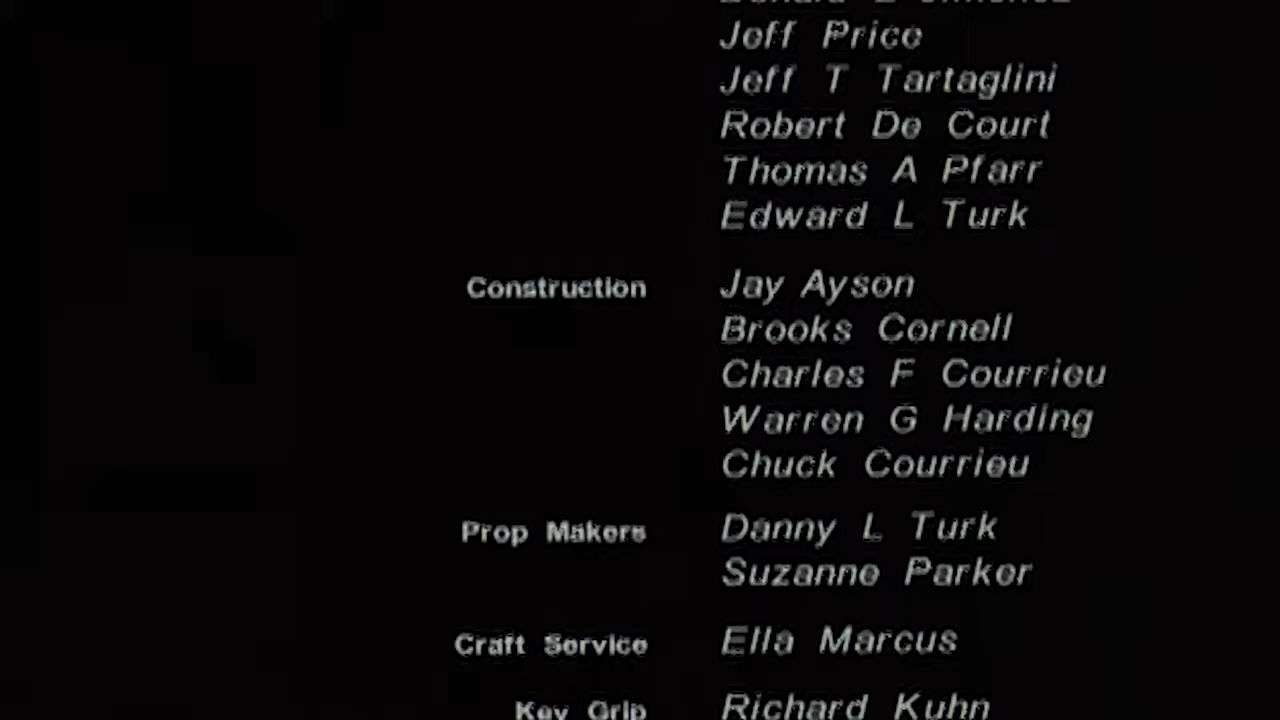 Jeff Price
Jeff T Tartaglini
Robert De Court
Thomas A Pfarr
Edward L Turk
Construction Jay Ayson
Brooks Cornell
Charles F Courrieu
Warren G Harding
Chuck Courrieu
Prop Makers Danny L Turk
Suzanne Parker
Craft Service Ella Marcus
Key Grip Richard Kuhn